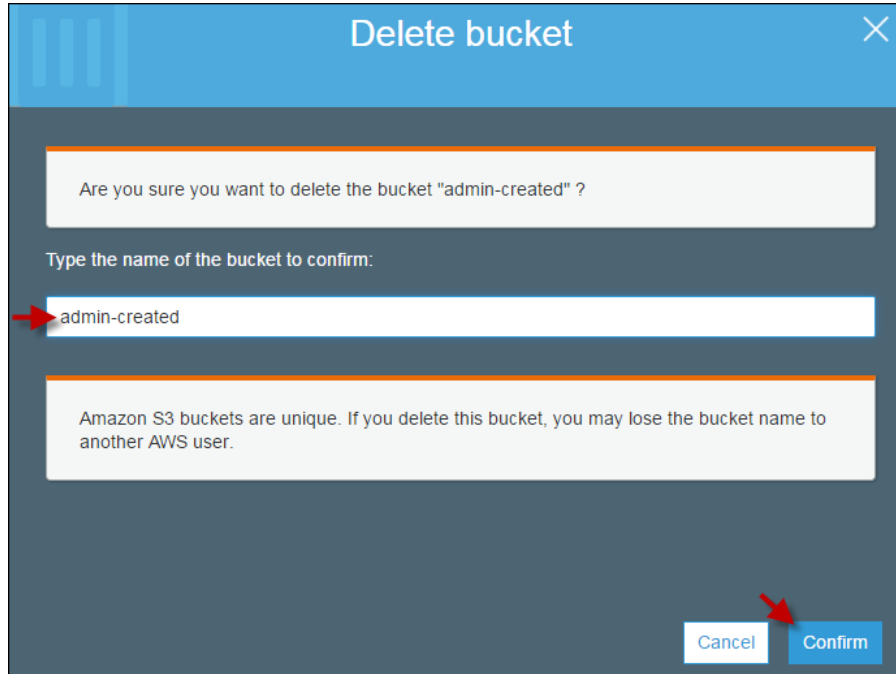 Delete bucket
Are you sure you want to delete the bucket "admin-created" ?
Type the name of the bucket to confirm:
admin-created
Amazon S3 buckets are unique. If you delete this bucket, you may lose the bucket name to
another AWS user.
Cancel
Confirm